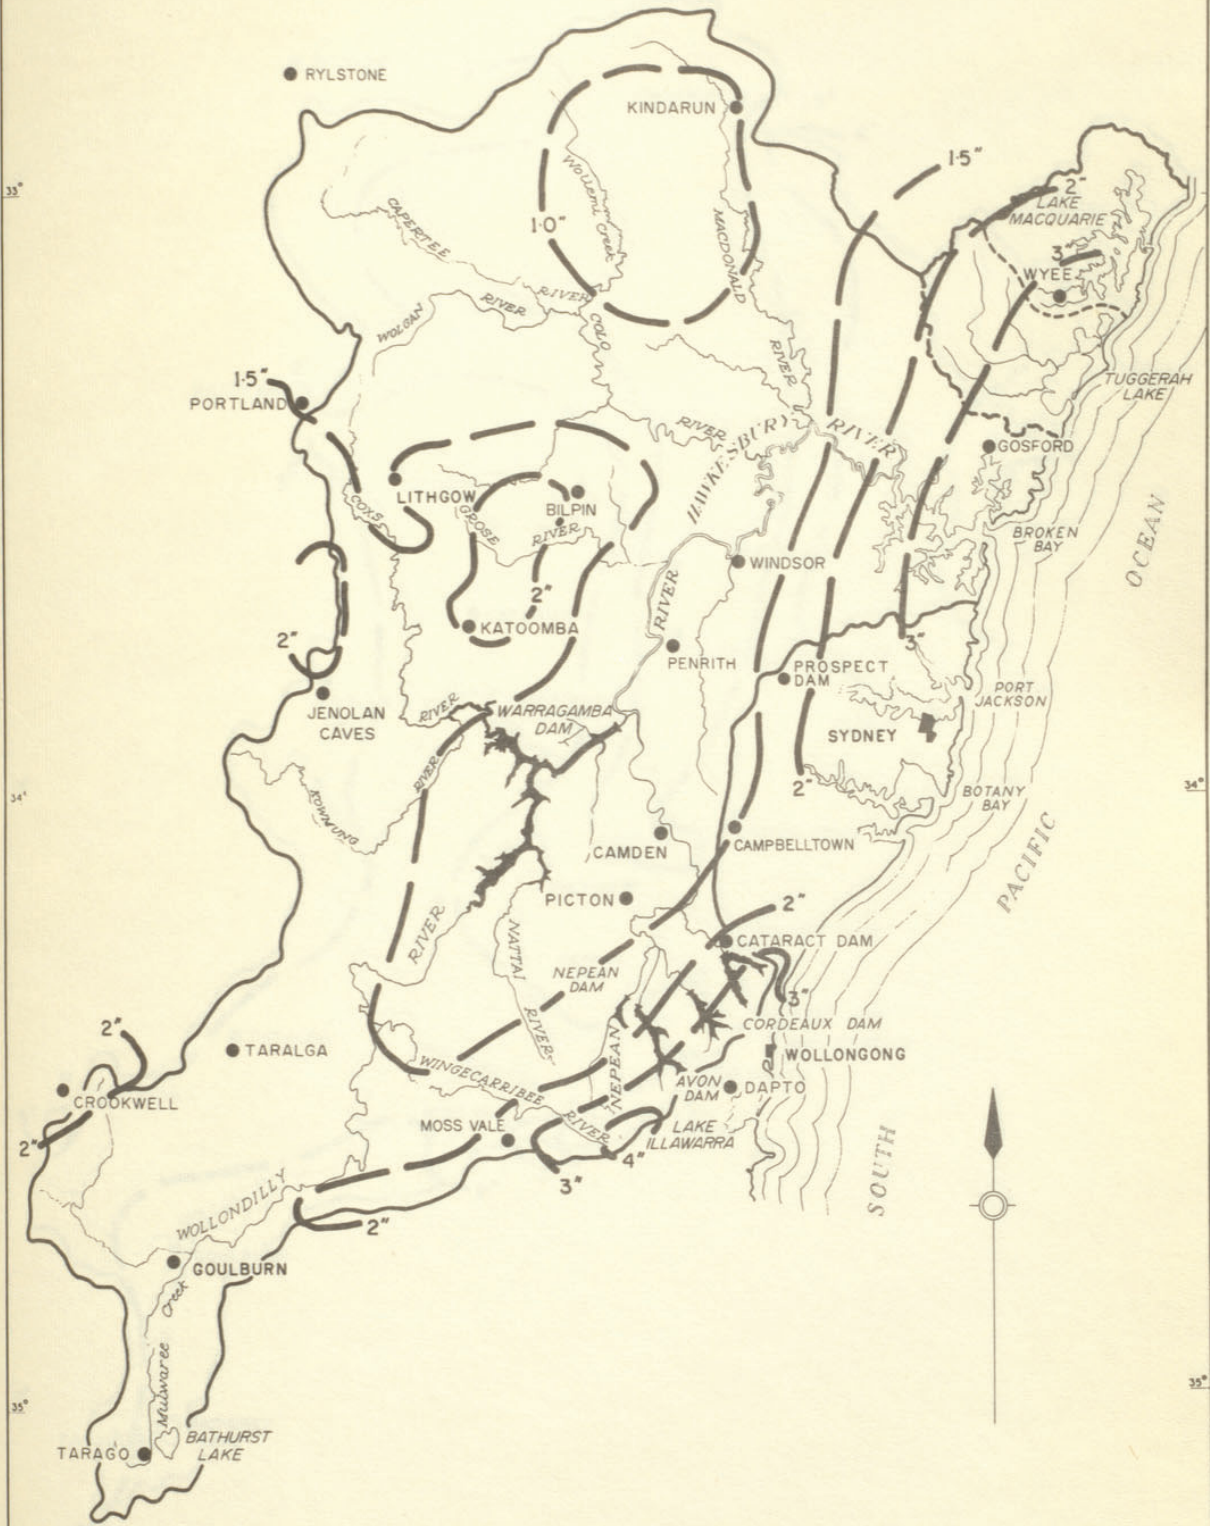 RYLSTONE
KINDARUN
1·5"
33°
2"
LAKE
MACQUARIE
Wollemi Creek
CAPERTEE
1·0"
MACDONALD
3"
WYEE
RIVER
RIVER
WOLGAN
COLO
RIVER
1·5"
TUGGERAH
LAKE
PORTLAND
RIVER
HAWKESBURY
RIVER
GOSFORD
LITHGOW
COXS
GROSE
BILPIN
RIVER
BROKEN
BAY
OCEAN
WINDSOR
2"
RIVER
KATOOMBA
2"
3"
PENRITH
PROSPECT
DAM
JENOLAN
CAVES
RIVER
WARRAGAMBA
DAM
PORT
JACKSON
SYDNEY
RIVER
34°
34°
2"
BOTANY
BAY
KOWMUNG
CAMDEN
CAMPBELLTOWN
PACIFIC
PICTON
2"
RIVER
NATTAI
CATARACT DAM
NEPEAN
DAM
3"
2"
RIVER
CORDEAUX DAM
TARALGA
WOLLONGONG
WINGECARRIBEE
NEPEAN
R
AVON
DAM
DAPTO
CROOKWELL
MOSS VALE
RIVER
LAKE
ILLAWARRA
2"
4"
3"
SOUTH
WOLLONDILLY
2"
GOULBURN
Creek
Mulwaree
35°
35°
BATHURST
LAKE
TARAGO